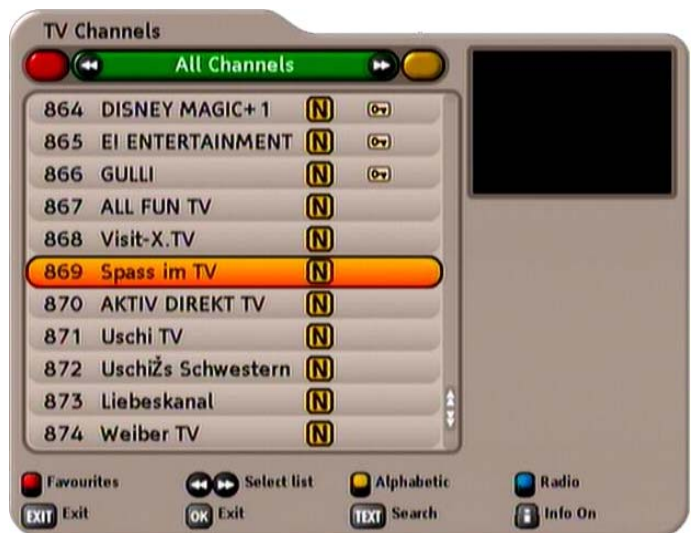 TV Channels
All Channels
864 DISNEY MAGIC+1 N
865 EI ENTERTAINMENT N
866 GULLI N
867 ALL FUN TV N
868 Visit-X.TV N
869 Spass im TV N
870 AKTIV DIREKT TV N
871 Uschi TV N
872 UschiŽs Schwestern N
873 Liebeskanal N
874 Weiber TV N
Favourites Select list Alphabetic Radio
EXIT Exit OK Exit TEXT Search i Info On